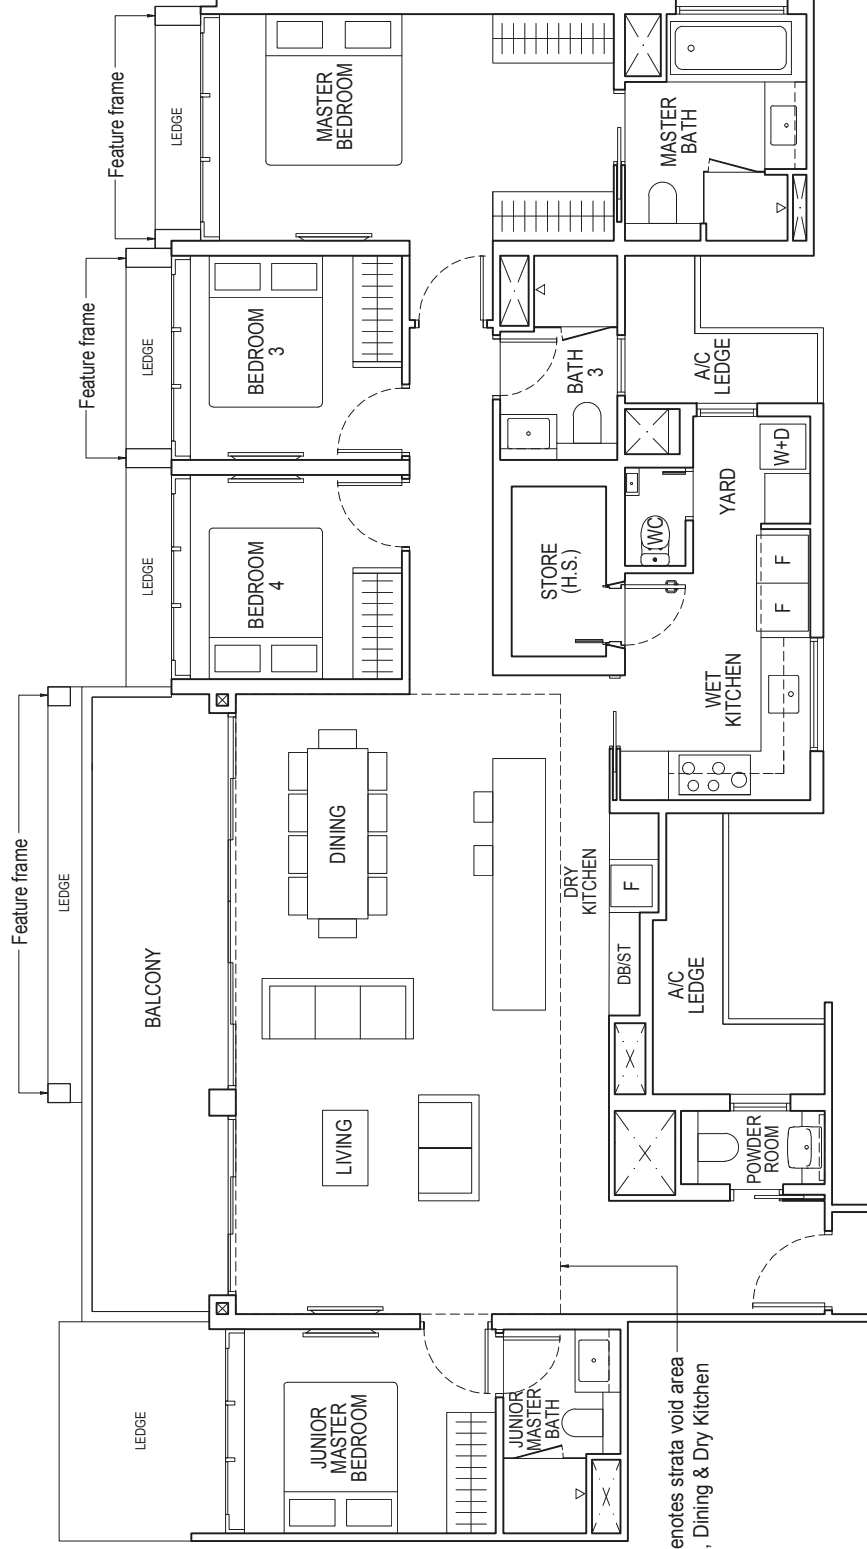 Feature frame
LEDGE
MASTER
BEDROOM
MASTER
BATH
Feature frame
LEDGE
BEDROOM
3
BATH
3
A/C
LEDGE
LEDGE
BEDROOM
4
STORE
(H.S.)
WC
YARD
W+D
F
F
WET
KITCHEN
Feature frame
LEDGE
BALCONY
DINING
DRY
KITCHEN
F
DB/ST
A/C
LEDGE
LIVING
POWDER
ROOM
LEDGE
JUNIOR
MASTER
BEDROOM
JUNIOR
MASTER
BATH
enotes strata void area
, Dining & Dry Kitchen